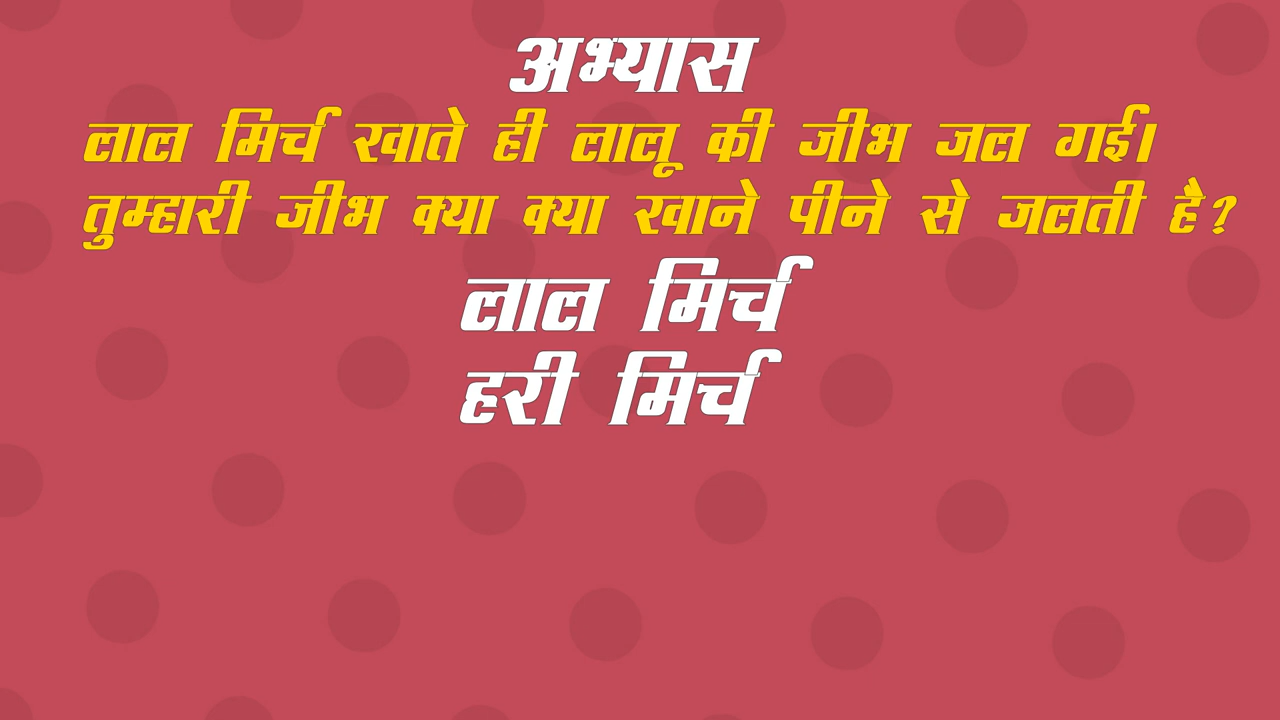 अभ्यास
लाल मिर्च खाते ही लालू की जीभ जल गई।
तुम्हारी जीभ क्या क्या खाने पीने से जलती है?
लाल मिर्च
हरी मिर्च